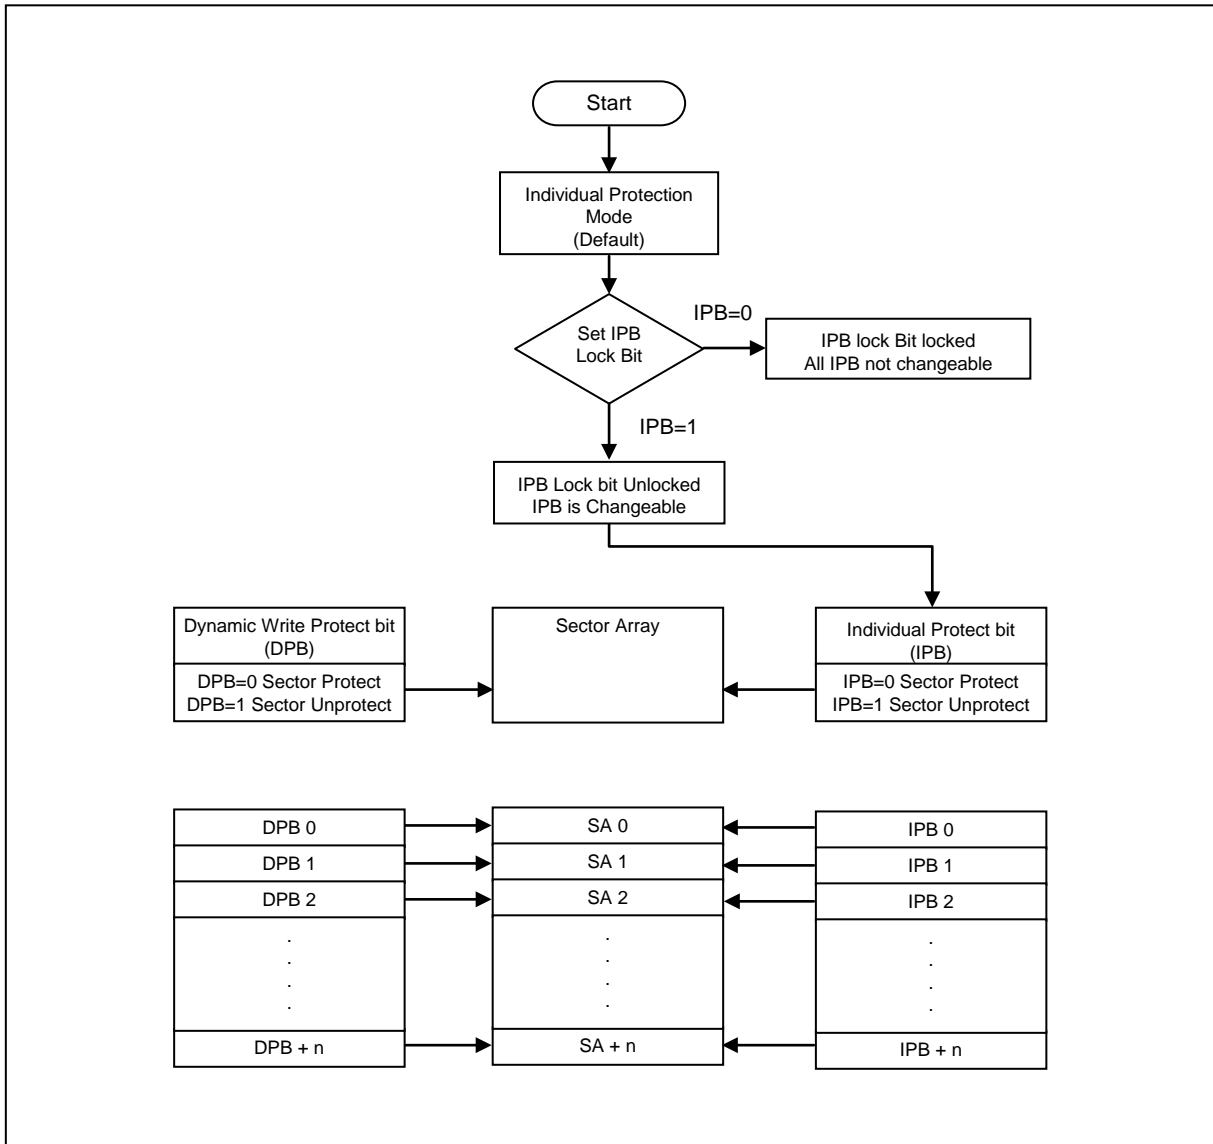 Start
Individual Protection
Mode
(Default)
Set IPB
Lock Bit
IPB=0
IPB lock Bit locked
All IPB not changeable
IPB=1
IPB Lock bit Unlocked
IPB is Changeable
Dynamic Write Protect bit
(DPB)
DPB=0 Sector Protect
DPB=1 Sector Unprotect
Sector Array
Individual Protect bit
(IPB)
IPB=0 Sector Protect
IPB=1 Sector Unprotect
DPB 0
SA 0
IPB 0
DPB 1
SA 1
IPB 1
DPB 2
SA 2
IPB 2
. . .
. . .
. . .
. . .
DPB + n
SA + n
IPB + n